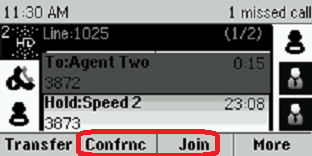 11:30 AM 1 missed call
2 HD Line:1025 (1/2)
To:Agent Two 0:15
3872
Hold:Speed 2 23:08
3873
Transfer Confrnc Join More